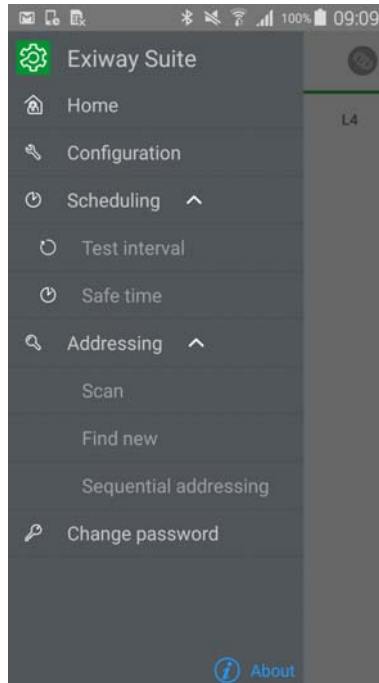 100% 09:09
Exiway Suite
Home
L4
Configuration
Scheduling
Test interval
Safe time
Addressing
Scan
Find new
Sequential addressing
Change password
About